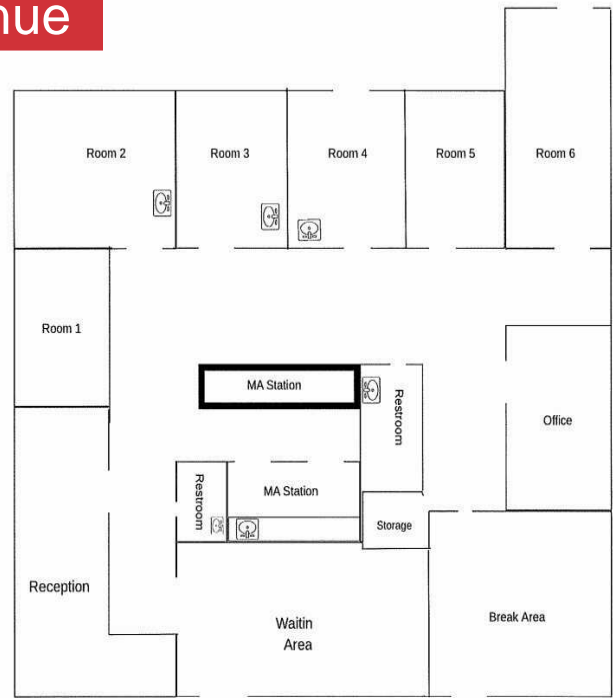 nue
Room 2
Room 3
Room 4
Room 5
Room 6
Room 1
MA Station
Restroom
Office
Restroom
MA Station
Storage
Reception
Waitin
Area
Break Area